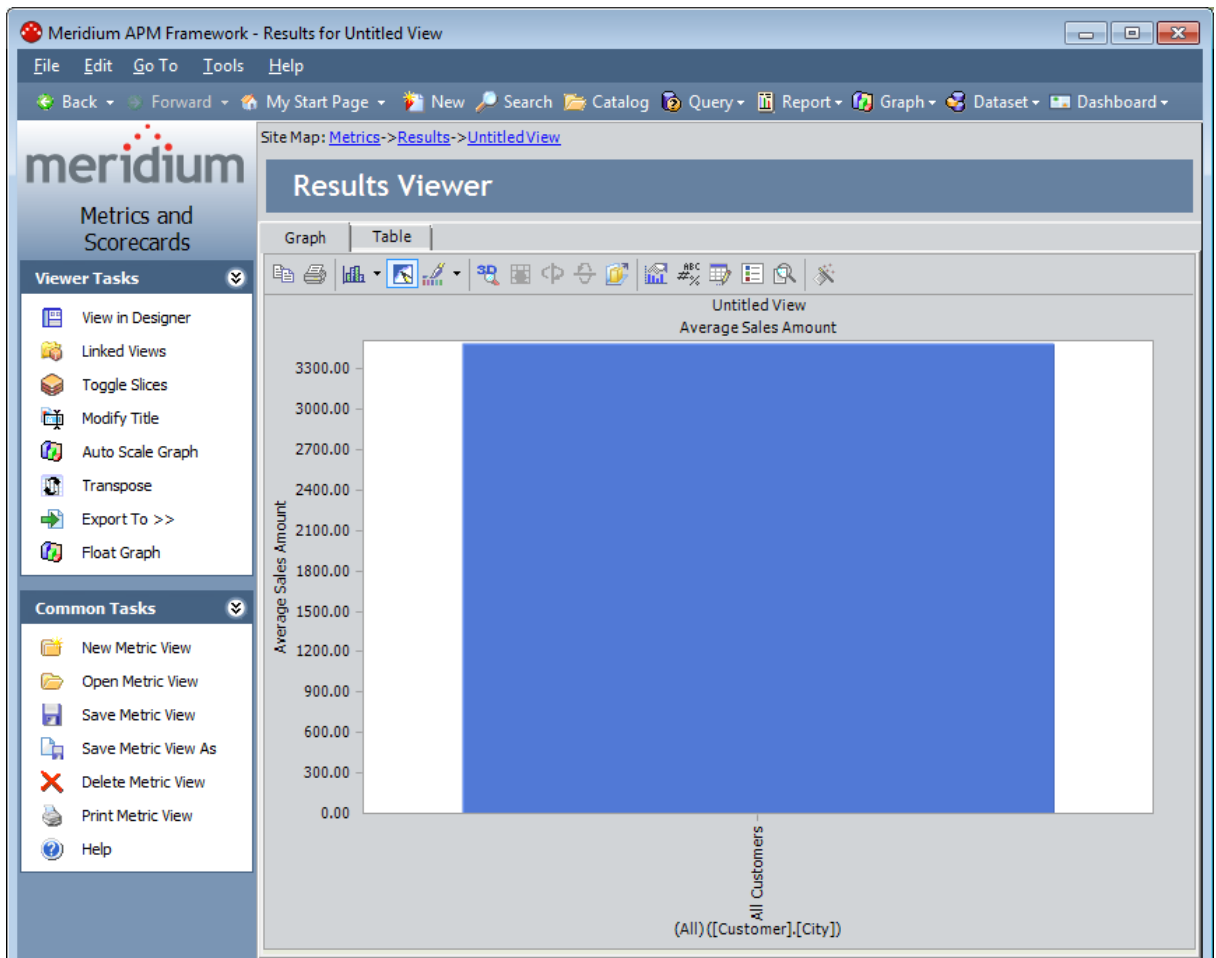 Meridium APM Framework - Results for Untitled View
File Edit Go To Tools Help
Back Forward My Start Page New Search Catalog Query Report Graph Dataset Dashboard
meridium
Metrics and
Scorecards
Viewer Tasks
View in Designer
Linked Views
Toggle Slices
Modify Title
Auto Scale Graph
Transpose
Export To >>
Float Graph
Common Tasks
New Metric View
Open Metric View
Save Metric View
Save Metric View As
Delete Metric View
Print Metric View
Help
Site Map: Metrics->Results->Untitled View
Results Viewer
Graph Table
3D ABC #%
Untitled View
Average Sales Amount
Average Sales Amount
3300.00
3000.00
2700.00
2400.00
2100.00
1800.00
1500.00
1200.00
900.00
600.00
300.00
0.00
All Customers
(All) ([Customer].[City])